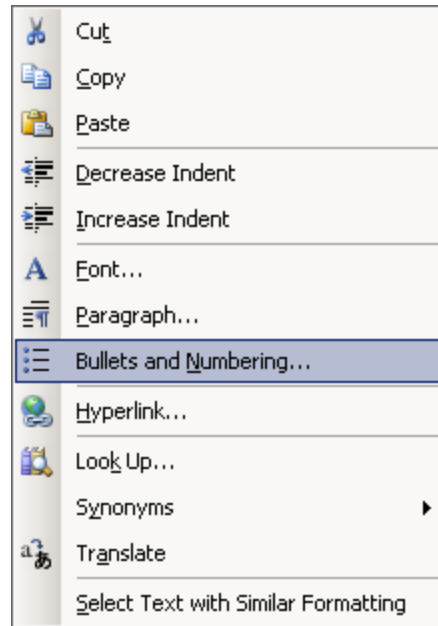 Cut
Copy
Paste
Decrease Indent
Increase Indent
Font...
Paragraph...
Bullets and Numbering...
Hyperlink...
Look Up...
Synonyms
Translate
Select Text with Similar Formatting